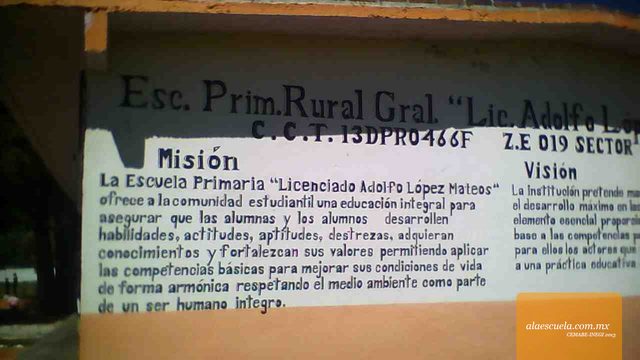 Esc. Prim. Rural Gral. "Lic. Adolfo
C.C.T. 13DPR0466F Z.E 019 SECTOR
Misión
La Escuela Primaria "Licenciado Adolfo López Mateos"
ofrece a la comunidad estudiantil una educación integral para
asegurar que las alumnas y los alumnos desarrollen
habilidades, actitudes, aptitudes, destrezas, adquieran
conocimientos y fortalezcan sus valores permitiendo aplicar
las competencias básicas para mejorar sus condiciones de vida
de forma armónica respetando el medio ambiente como parte
de un ser humano integro.
Visión
La Institución pretende
el desarrollo máximo en
elemento esencial
base a las competencias
para ellos los actores que
a una práctica educativa
alaescuela.com.mx
CEMABE-INEGI 2013